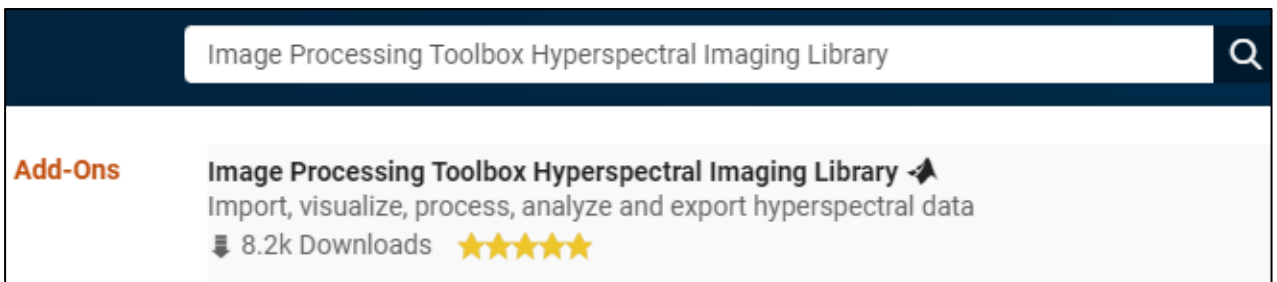 Image Processing Toolbox Hyperspectral Imaging Library
Add-Ons
Image Processing Toolbox Hyperspectral Imaging Library
Import, visualize, process, analyze and export hyperspectral data
8.2k Downloads